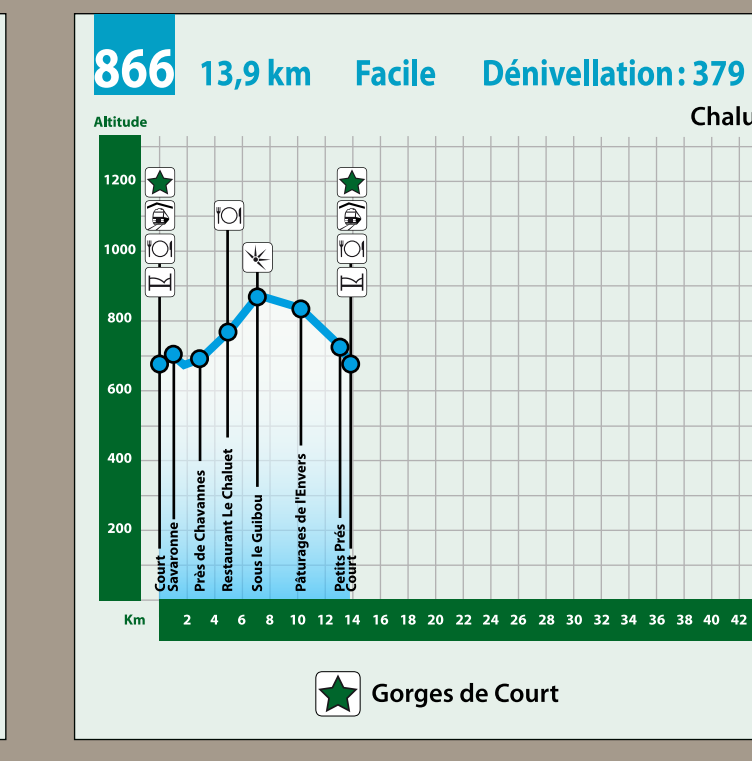 866 13,9 km Facile Dénivellation: 379
Chalu
Altitude
1200
1000
800
600
400
200
Court
Savaronne
Près de Chavannes
Restaurant Le Chaluet
Sous le Guibou
Pâturages de l'Envers
Petits Prés
Court
Km 2 4 6 8 10 12 14 16 18 20 22 24 26 28 30 32 34 36 38 40 42
Gorges de Court